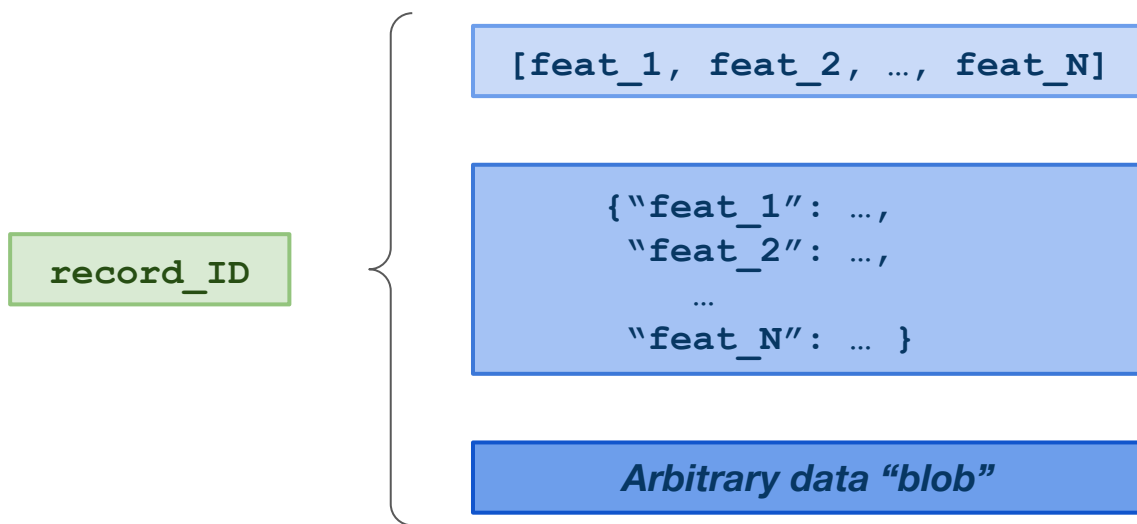 [feat_1, feat_2, …, feat_N]
{“feat_1”: …,
“feat_2”: …,
…
“feat_N”: … }
record_ID
Arbitrary data “blob”